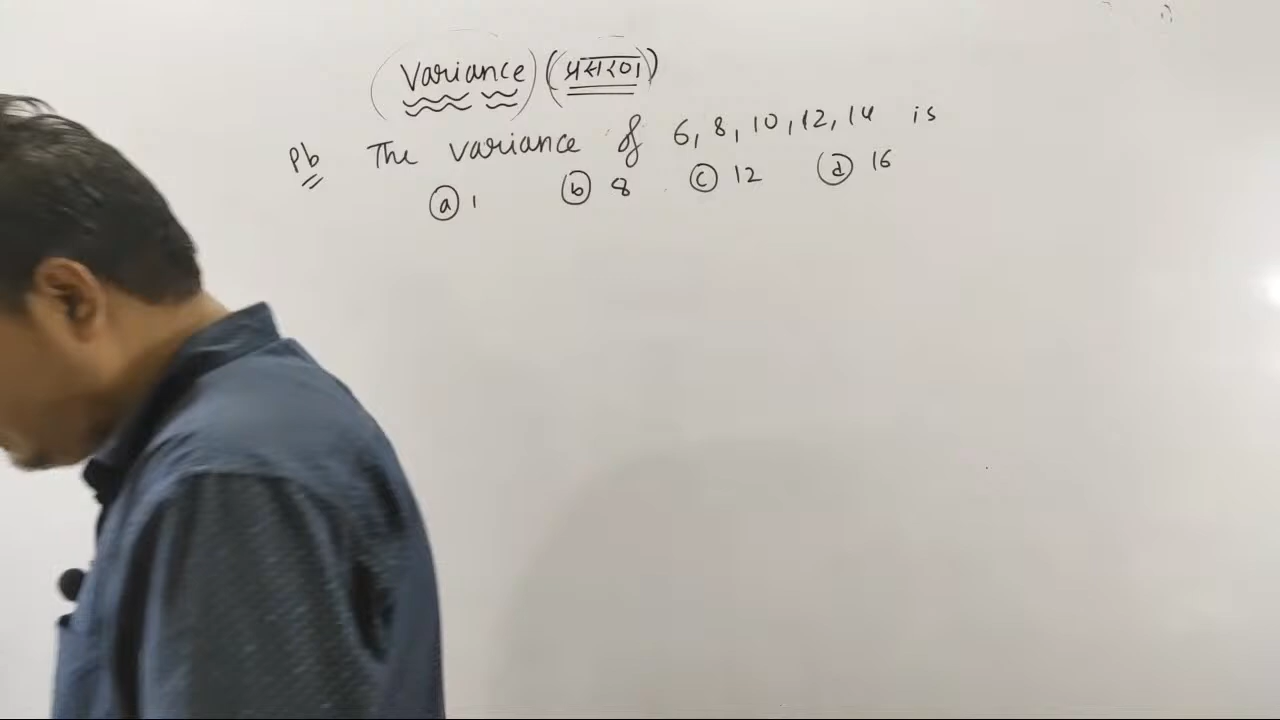 Variance (प्रसरण)
Pb The variance of 6, 8, 10, 12, 14 is
(a) 1 (b) 8 (c) 12 (d) 16